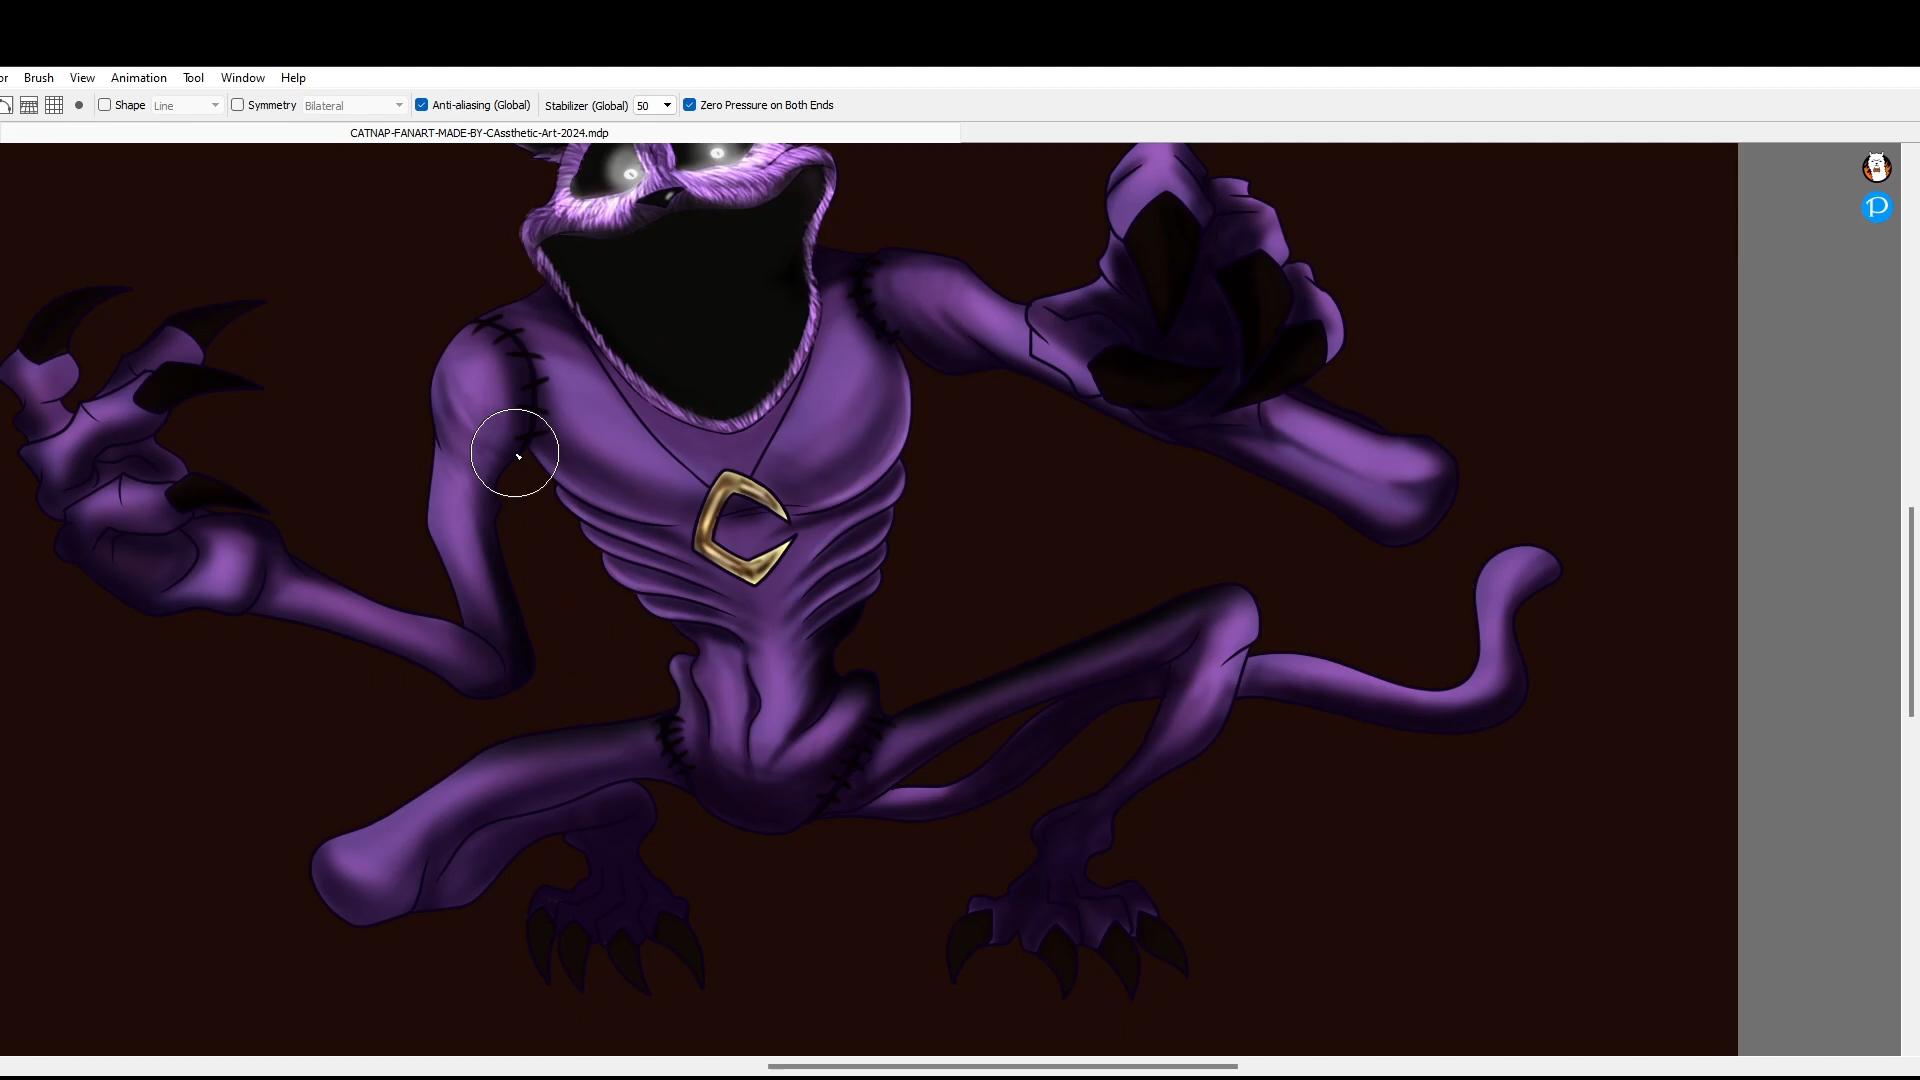 or Brush View Animation Tool Window Help
Shape Line Symmetry Bilateral Anti-aliasing (Global) Stabilizer (Global) 50 Zero Pressure on Both Ends
CATNAP-FANART-MADE-BY-CAssthetic-Art-2024.mdp
P